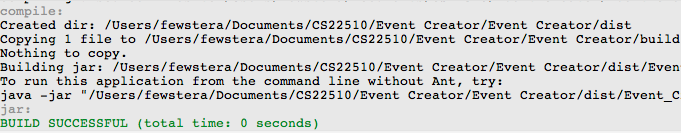 compile:
Created dir: /Users/fewstera/Documents/CS22510/Event Creator/Event Creator/dist
Copying 1 file to /Users/fewstera/Documents/CS22510/Event Creator/Event Creator/build
Nothing to copy.
Building jar: /Users/fewstera/Documents/CS22510/Event Creator/Event Creator/dist/Even
To run this application from the command line without Ant, try:
java -jar "/Users/fewstera/Documents/CS22510/Event Creator/Event Creator/dist/Event_C
jar:
BUILD SUCCESSFUL (total time: 0 seconds)